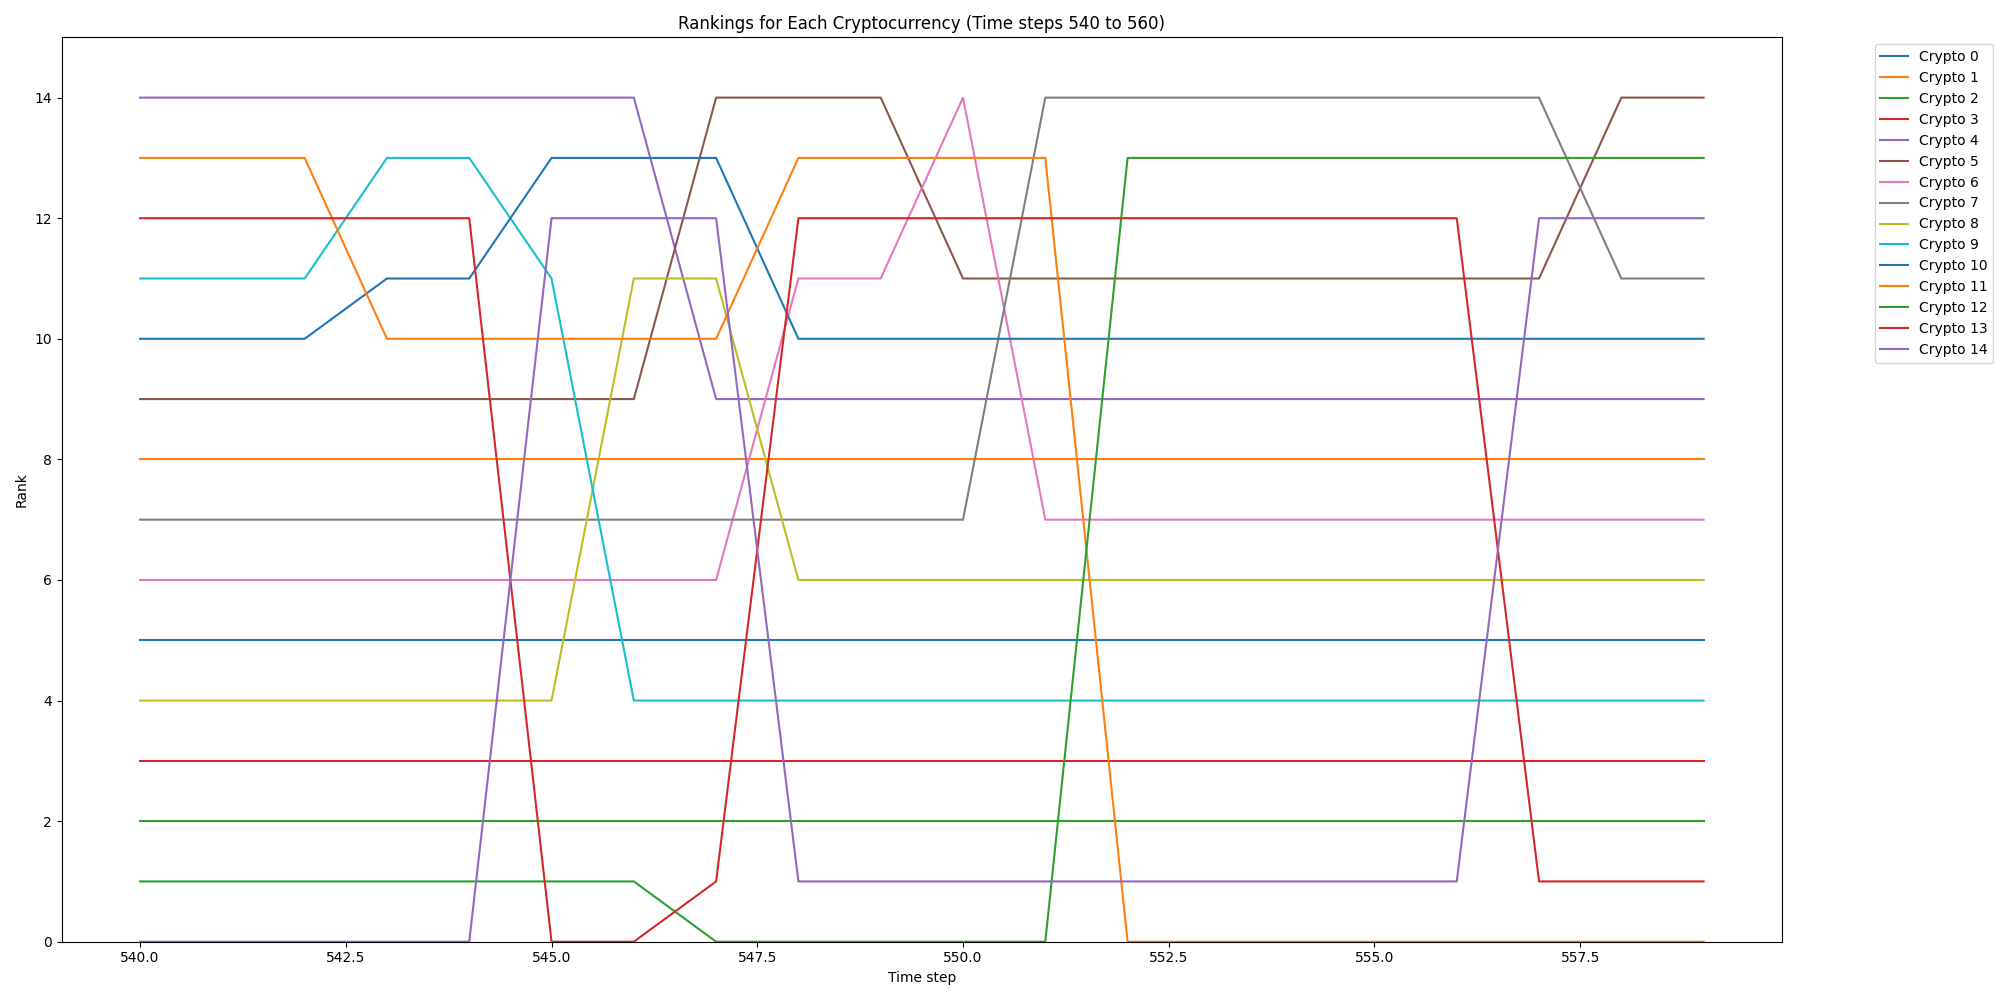 Rankings for Each Cryptocurrency (Time steps 540 to 560)
14
12
10
8
6
4
2
0
Rank
540.0
542.5
545.0
547.5
550.0
552.5
555.0
557.5
Time step
Crypto 0
Crypto 1
Crypto 2
Crypto 3
Crypto 4
Crypto 5
Crypto 6
Crypto 7
Crypto 8
Crypto 9
Crypto 10
Crypto 11
Crypto 12
Crypto 13
Crypto 14